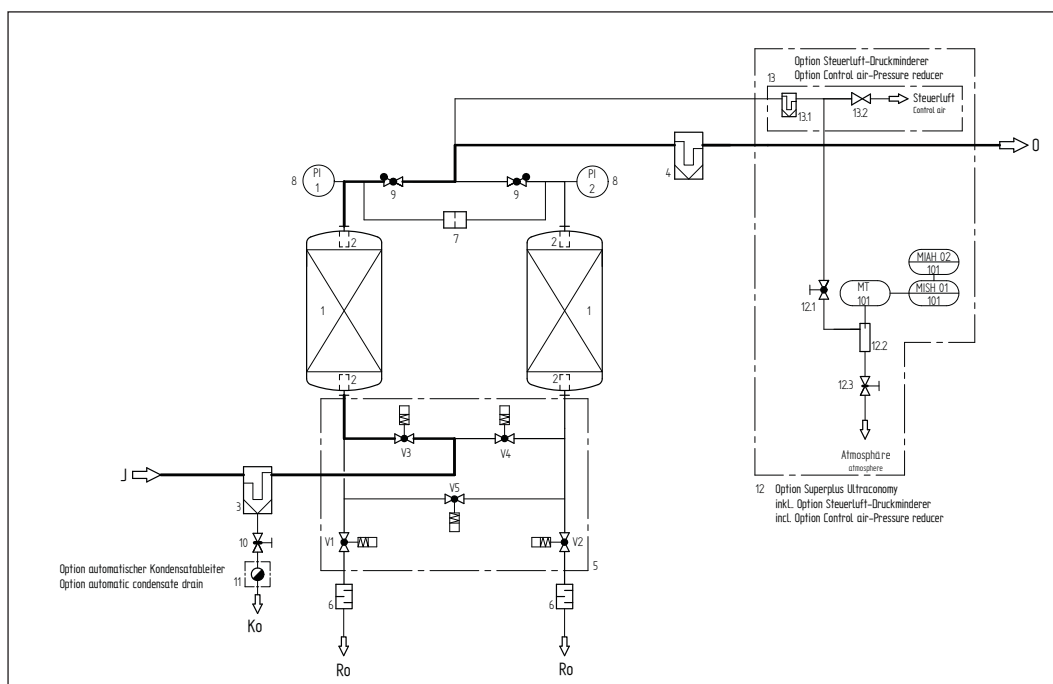 Option Steuerluft-Druckminderer
Option Control air-Pressure reducer
13
Steuerluft
Control air
13.1
13.2
O
4
8
PI
1
9
9
PI
2
8
7
2
2
1
1
2
2
MIAH 02
101
MT
101
MISH 01
101
12.1
12.2
12.3
Atmosphäre
atmosphere
12 Option Superplus Ultraconomy
inkl. Option Steuerluft-Druckminderer
incl. Option Control air-Pressure reducer
V3
V4
J
3
V5
V1
V2
5
10
Option automatischer Kondensatableiter
Option automatic condensate drain
11
6
6
Ko
Ro
Ro